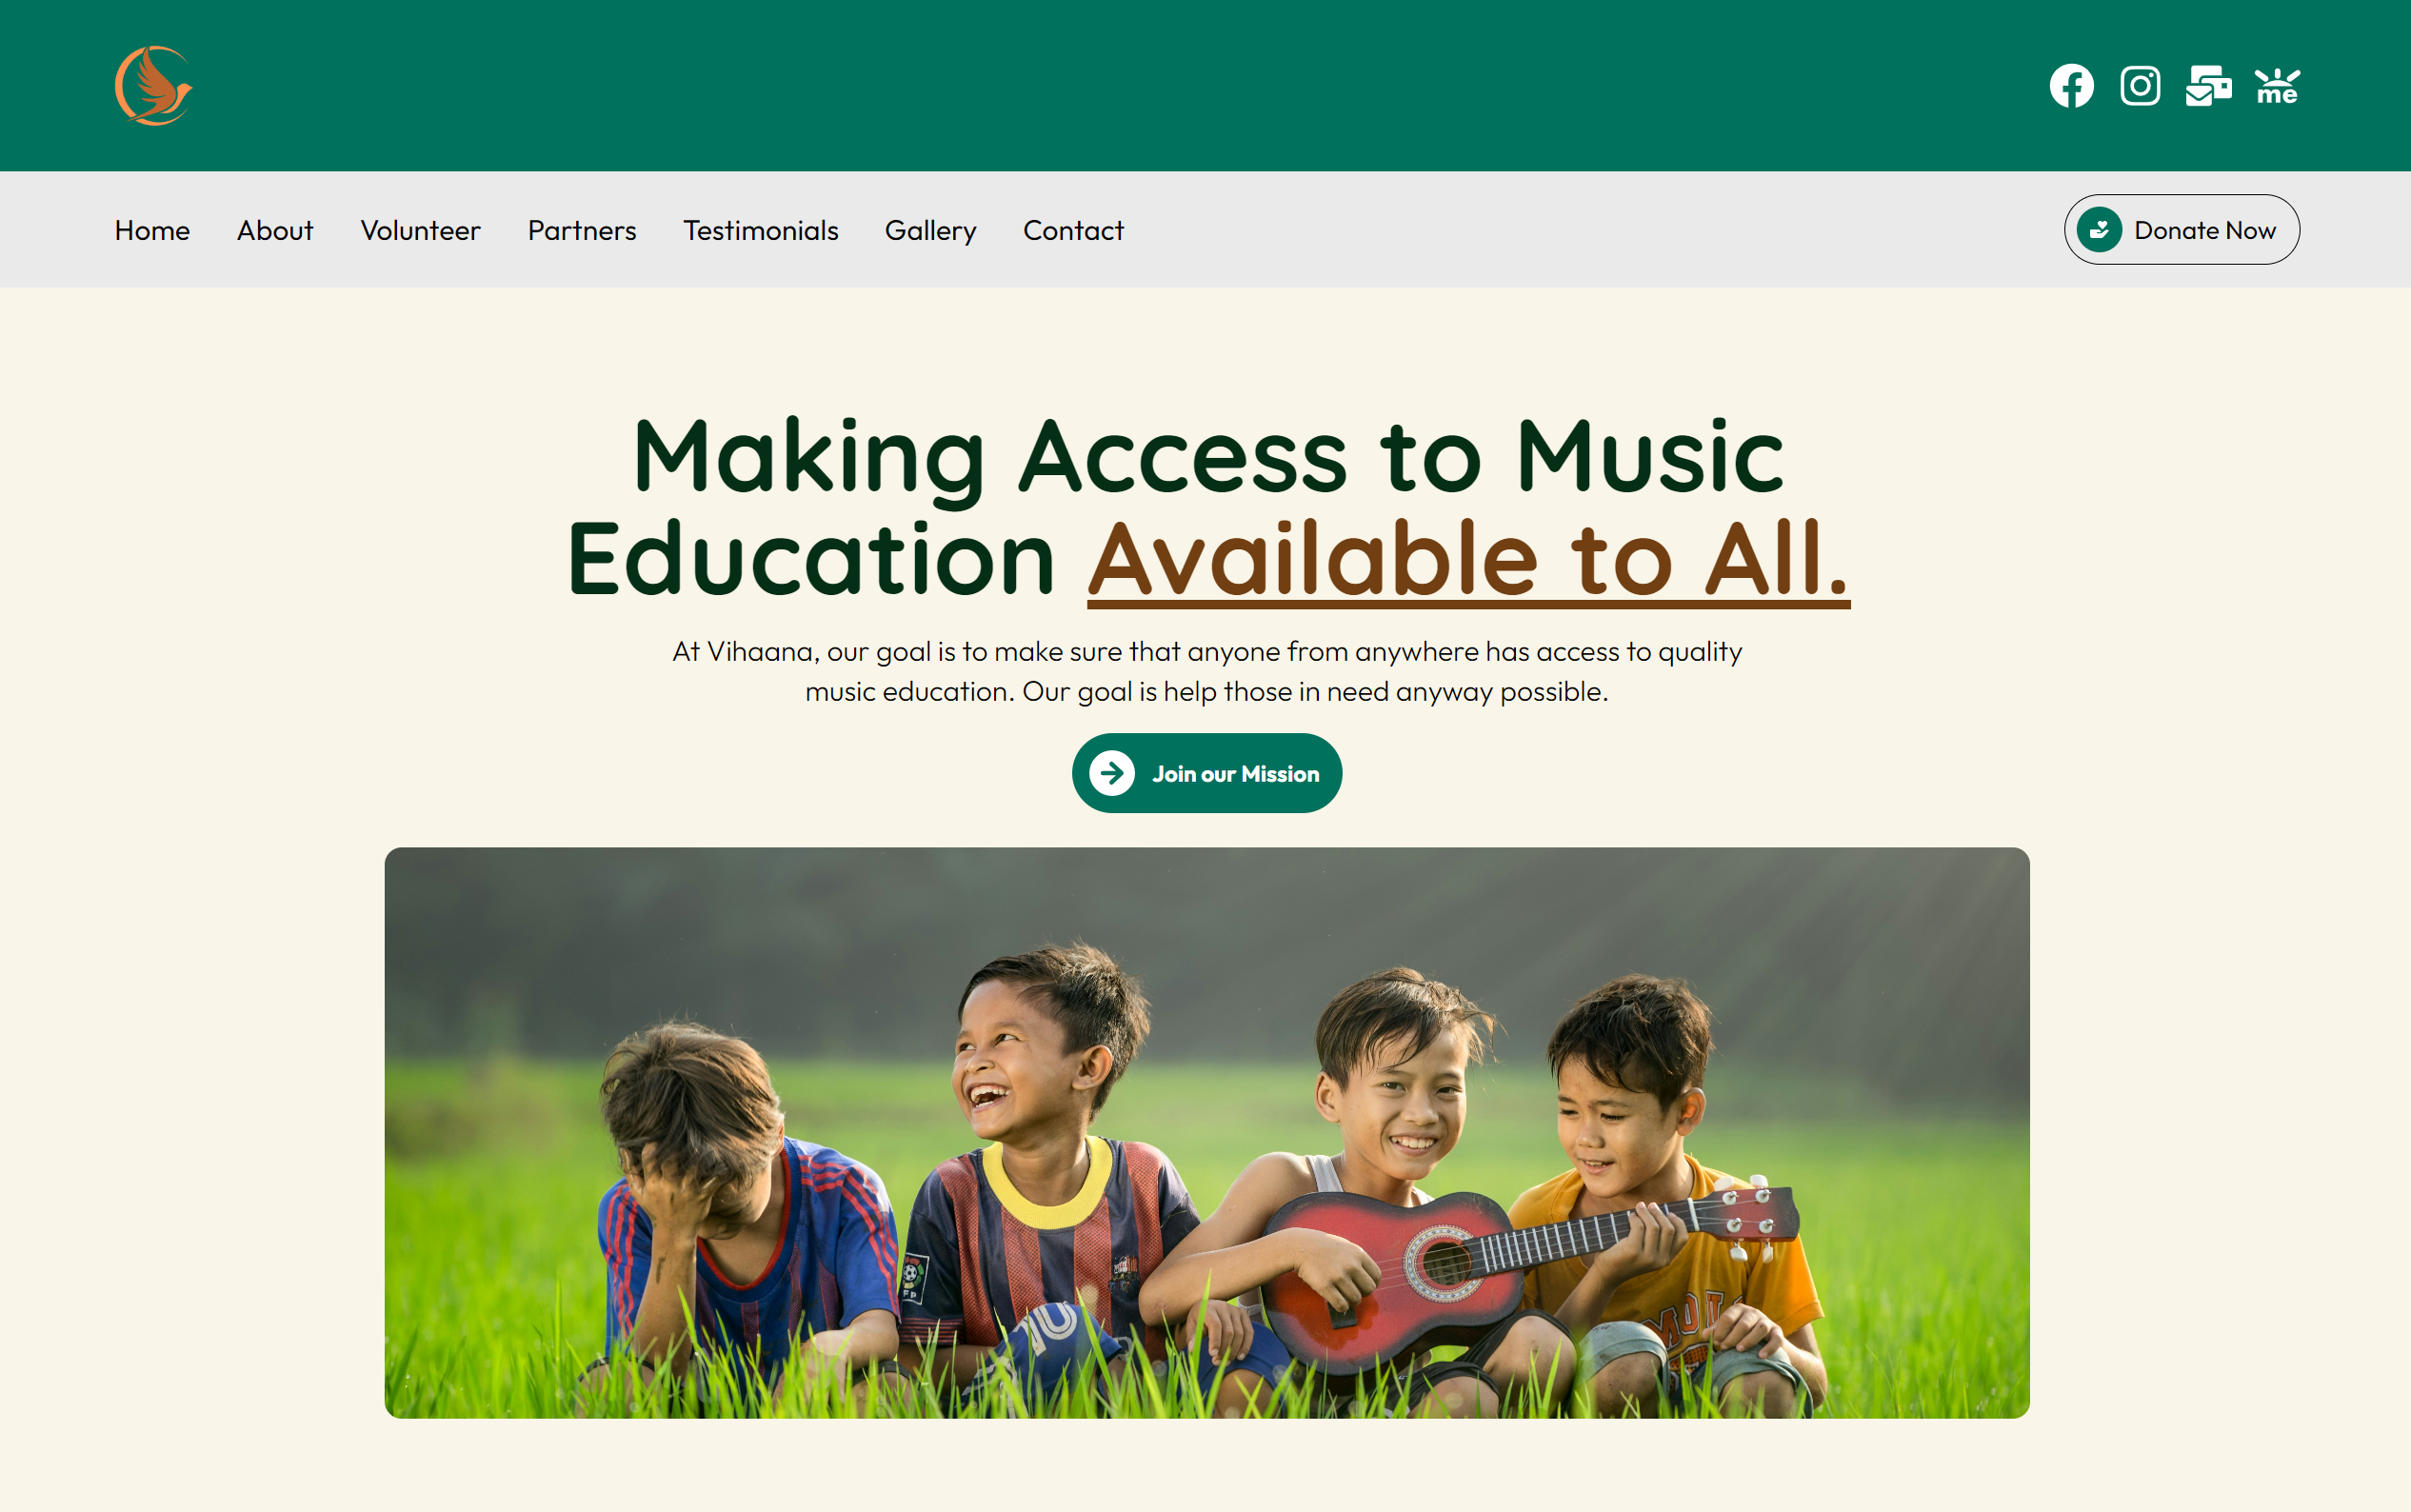 me
Home About Volunteer Partners Testimonials Gallery Contact Donate Now
Making Access to Music
Education Available to All.
At Vihaana, our goal is to make sure that anyone from anywhere has access to quality
music education. Our goal is help those in need anyway possible.
Join our Mission
10